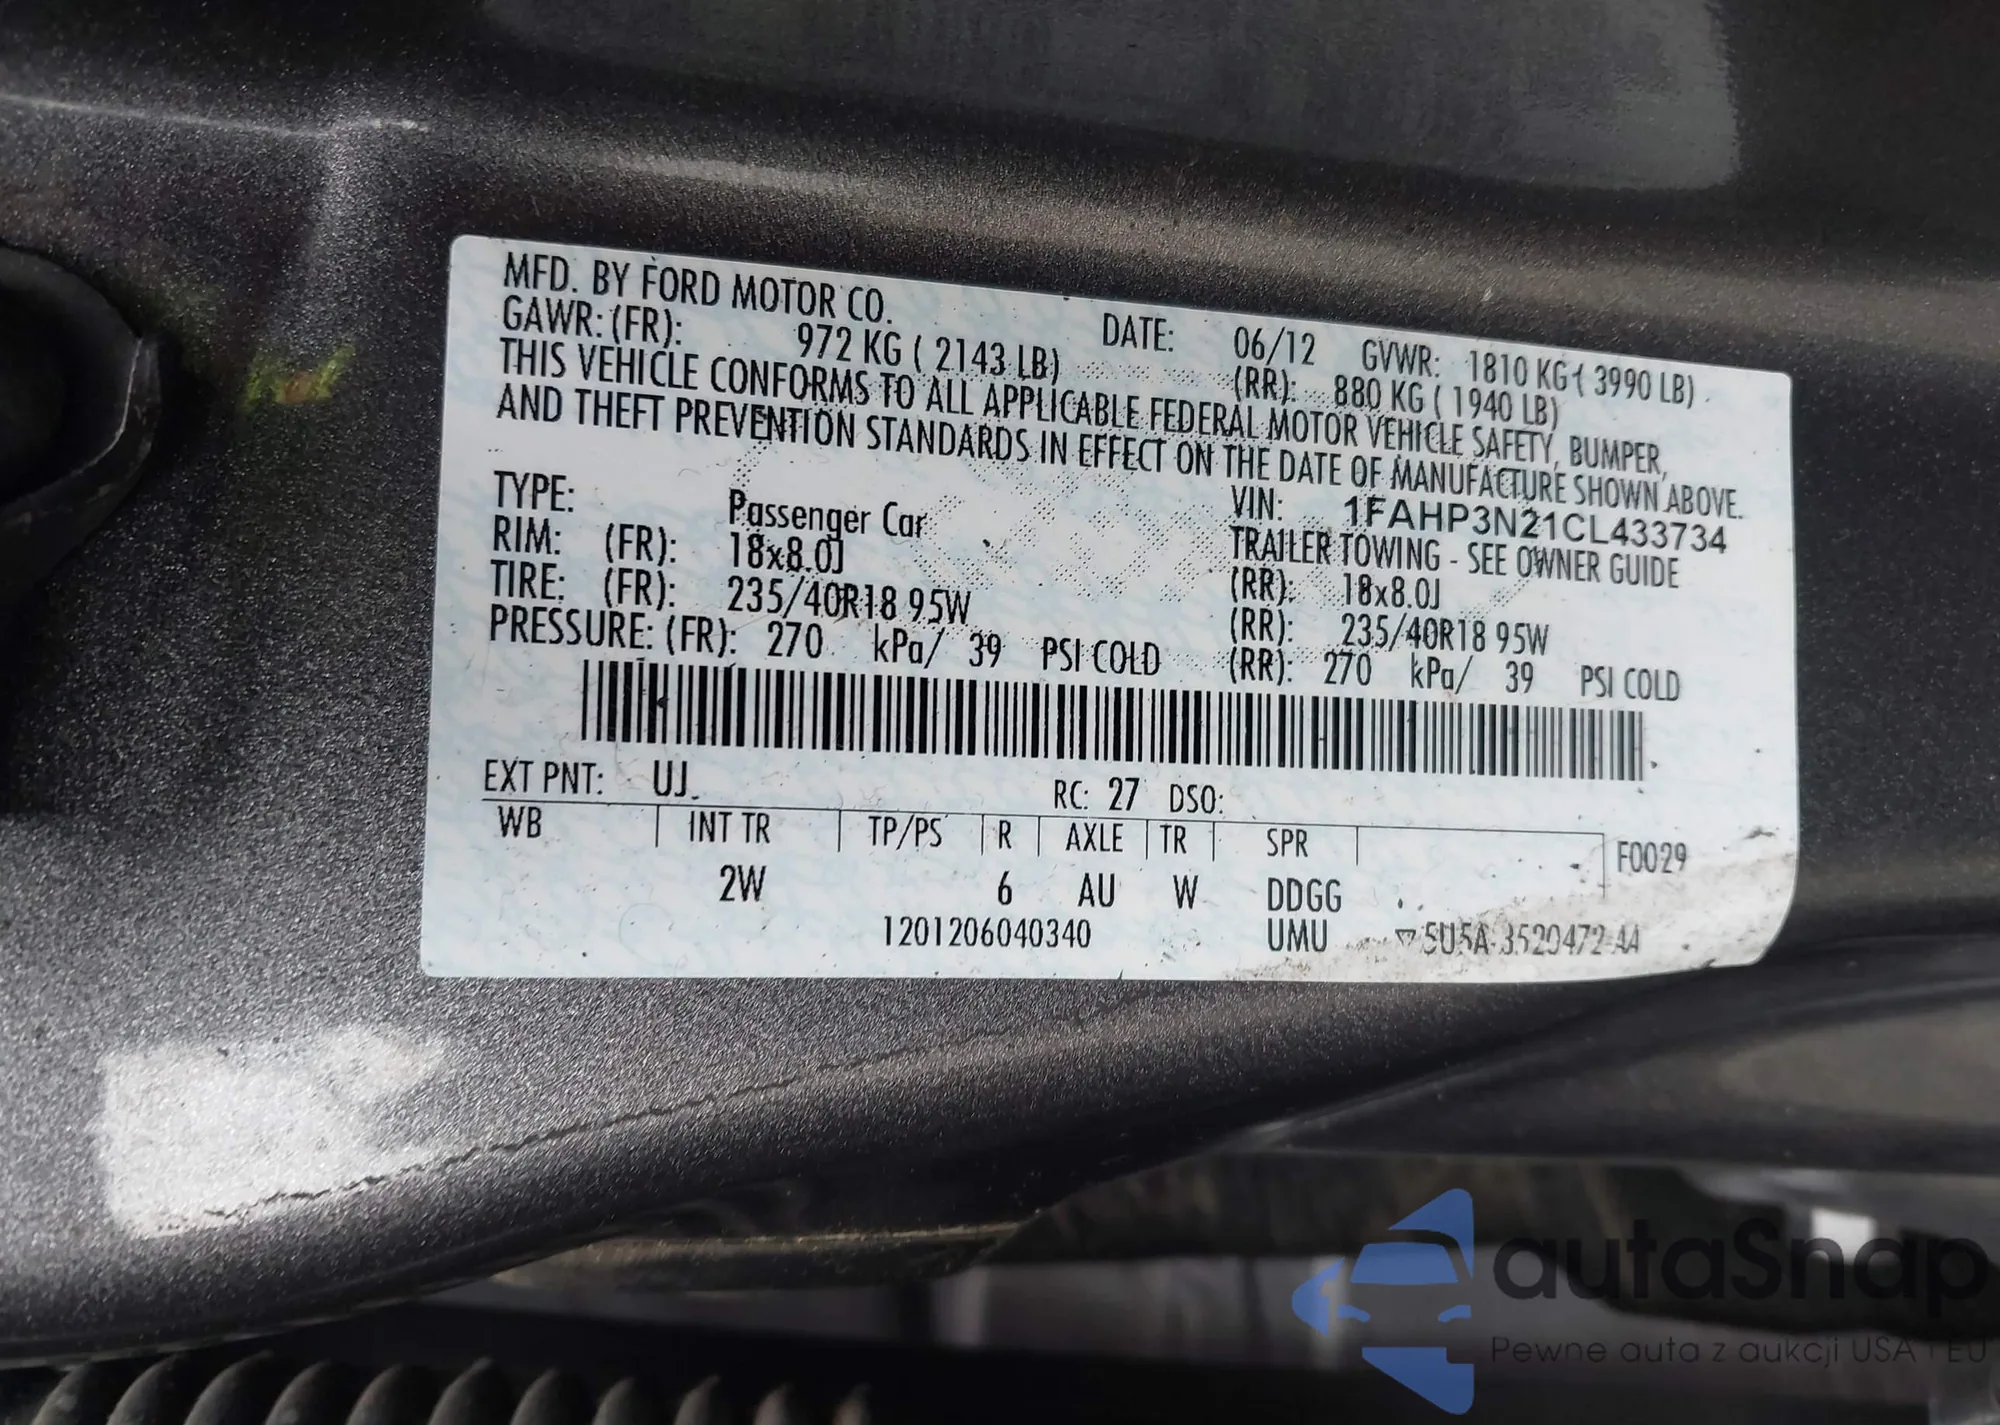 MFD. BY FORD MOTOR CO. DATE: 06/12 GVWR: 1810 KG ( 3990 LB)
GAWR: (FR): 972 KG ( 2143 LB) (RR): 880 KG ( 1940 LB)
THIS VEHICLE CONFORMS TO ALL APPLICABLE FEDERAL MOTOR VEHICLE SAFETY, BUMPER,
AND THEFT PREVENTION STANDARDS IN EFFECT ON THE DATE OF MANUFACTURE SHOWN ABOVE.
VIN: 1FAHP3N21CL433734
TYPE: Passenger Car TRAILER TOWING - SEE OWNER GUIDE
RIM: (FR): 18x8.0J (RR): 18x8.0J
TIRE: (FR): 235/40R18 95W (RR): 235/40R18 95W
PRESSURE: (FR): 270 kPa/ 39 PSI COLD (RR): 270 kPa/ 39 PSI COLD
EXT PNT: UJ RC: 27 DSO:
WB INT TR TP/PS R AXLE TR SPR F0029
2W 6 AU W DDGG
1201206040340 UMU ▽5U5A-3520472-AA
autaSnap
Pewne auta z aukcji USA i EU